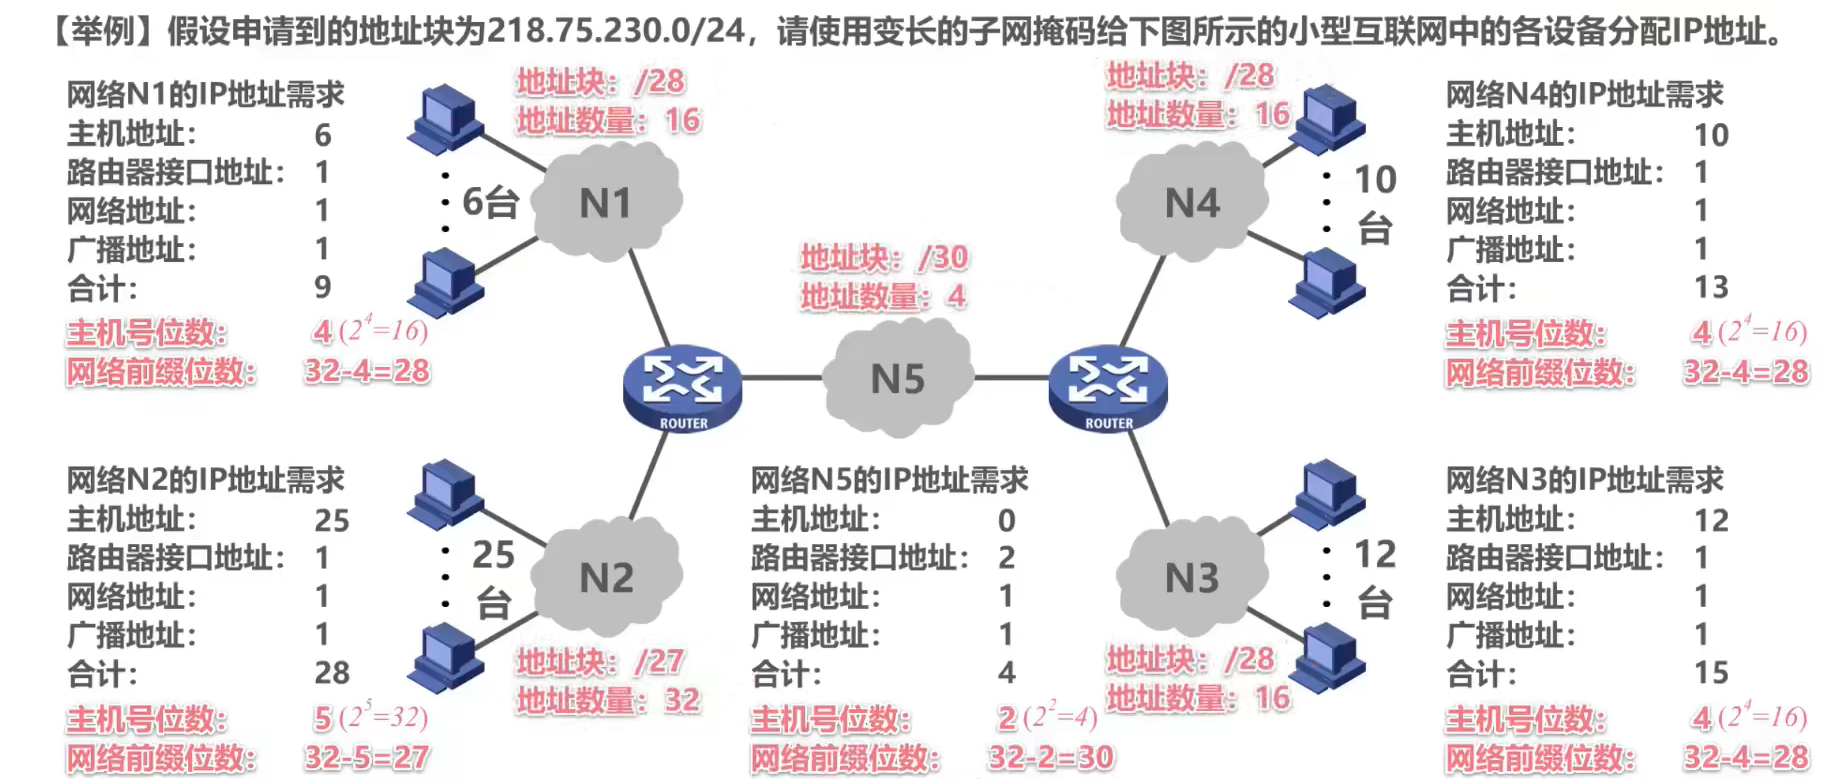 【举例】假设申请到的地址块为218.75.230.0/24，请使用变长的子网掩码给下图所示的小型互联网中的各设备分配IP地址。
网络N1的IP地址需求
主机地址： 6
路由器接口地址： 1
网络地址： 1
广播地址： 1
合计： 9
主机号位数： 4 (2^4=16)
网络前缀位数： 32-4=28
地址块：/28
地址数量：16
6台
N1
地址块：/28
地址数量：16
10
台
N4
网络N4的IP地址需求
主机地址： 10
路由器接口地址： 1
网络地址： 1
广播地址： 1
合计： 13
主机号位数： 4 (2^4=16)
网络前缀位数： 32-4=28
地址块：/30
地址数量：4
N5
ROUTER
ROUTER
网络N2的IP地址需求
主机地址： 25
路由器接口地址： 1
网络地址： 1
广播地址： 1
合计： 28
主机号位数： 5 (2^5=32)
网络前缀位数： 32-5=27
25
台
N2
地址块：/27
地址数量：32
网络N5的IP地址需求
主机地址： 0
路由器接口地址： 2
网络地址： 1
广播地址： 1
合计： 4
主机号位数： 2 (2^2=4)
网络前缀位数： 32-2=30
N3
12
台
地址块：/28
地址数量：16
网络N3的IP地址需求
主机地址： 12
路由器接口地址： 1
网络地址： 1
广播地址： 1
合计： 15
主机号位数： 4 (2^4=16)
网络前缀位数： 32-4=28